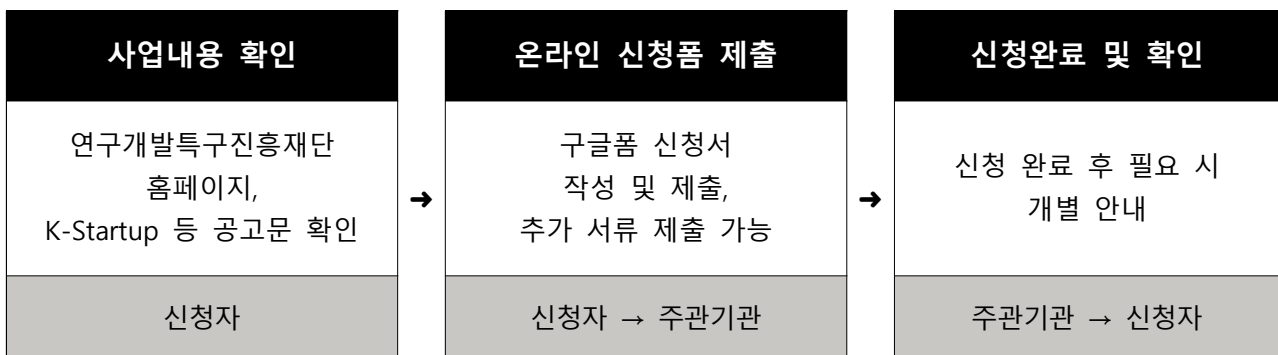 사업내용 확인
연구개발특구진흥재단
홈페이지,
K-Startup 등 공고문 확인
신청자
➜
온라인 신청폼 제출
구글폼 신청서
작성 및 제출,
추가 서류 제출 가능
신청자 → 주관기관
➜
신청완료 및 확인
신청 완료 후 필요 시
개별 안내
주관기관 → 신청자